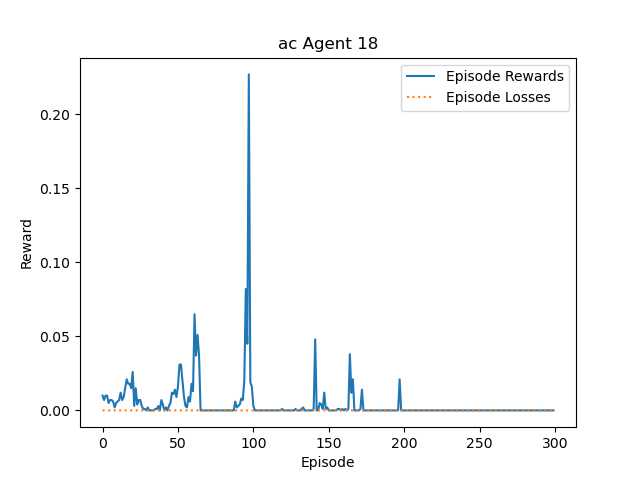 ac Agent 18
Episode Rewards
Episode Losses
Reward
0.20
0.15
0.10
0.05
0.00
0 50 100 150 200 250 300
Episode